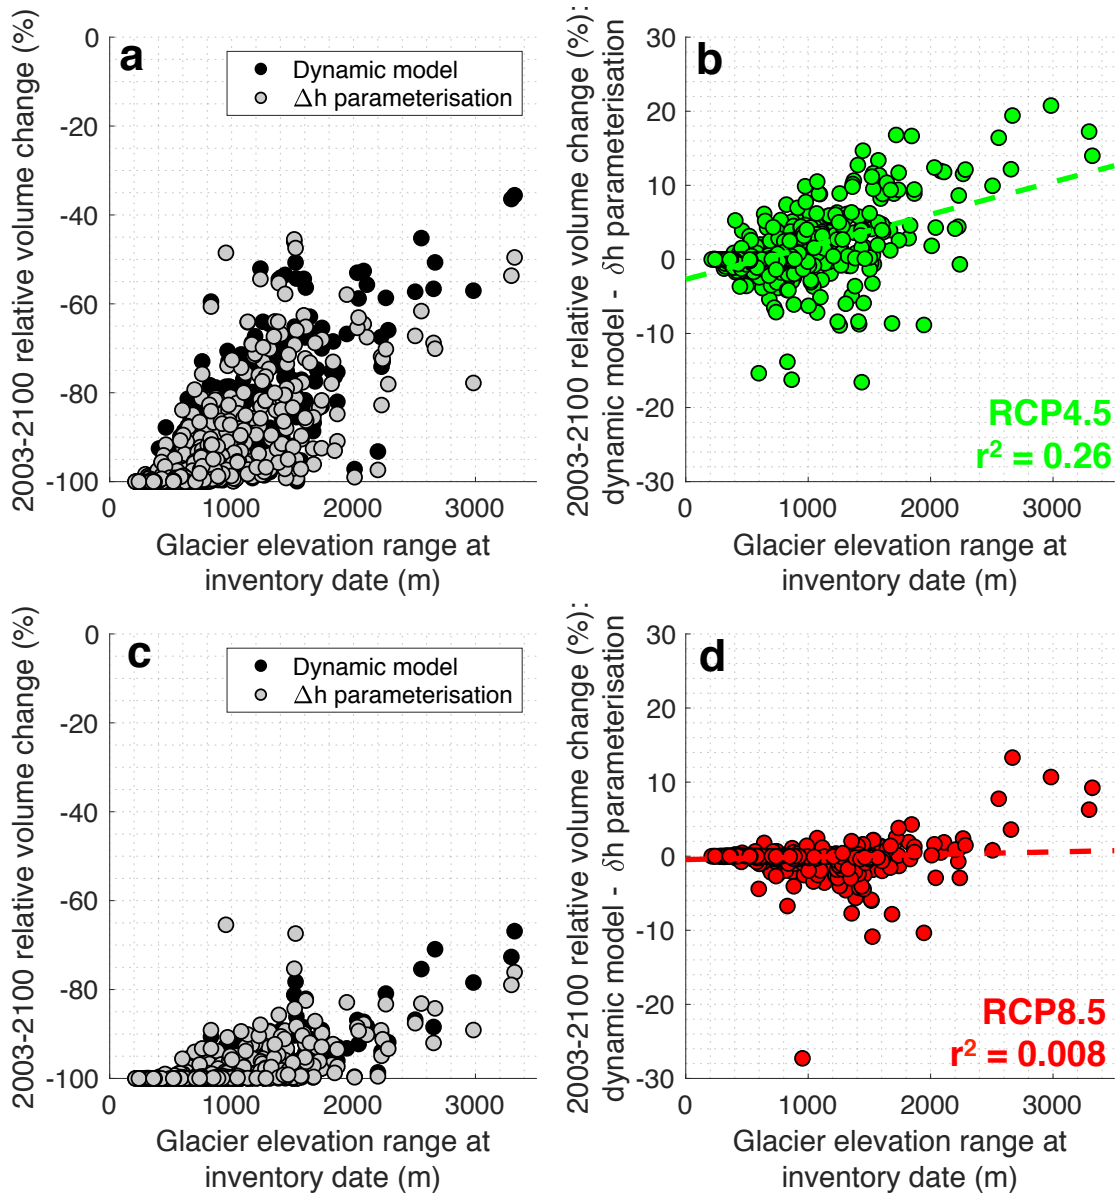 a
2003-2100 relative volume change (%)
0
-20
-40
-60
-80
-100
Dynamic model
Δh parameterisation
0
1000
2000
3000
Glacier elevation range at
inventory date (m)
b
2003-2100 relative volume change (%):
dynamic model - δh parameterisation
30
20
10
0
-10
-20
-30
RCP4.5
r² = 0.26
0
1000
2000
3000
Glacier elevation range at
inventory date (m)
c
2003-2100 relative volume change (%)
0
-20
-40
-60
-80
-100
Dynamic model
Δh parameterisation
0
1000
2000
3000
Glacier elevation range at
inventory date (m)
d
2003-2100 relative volume change (%):
dynamic model - δh parameterisation
30
20
10
0
-10
-20
-30
RCP8.5
r² = 0.008
0
1000
2000
3000
Glacier elevation range at
inventory date (m)